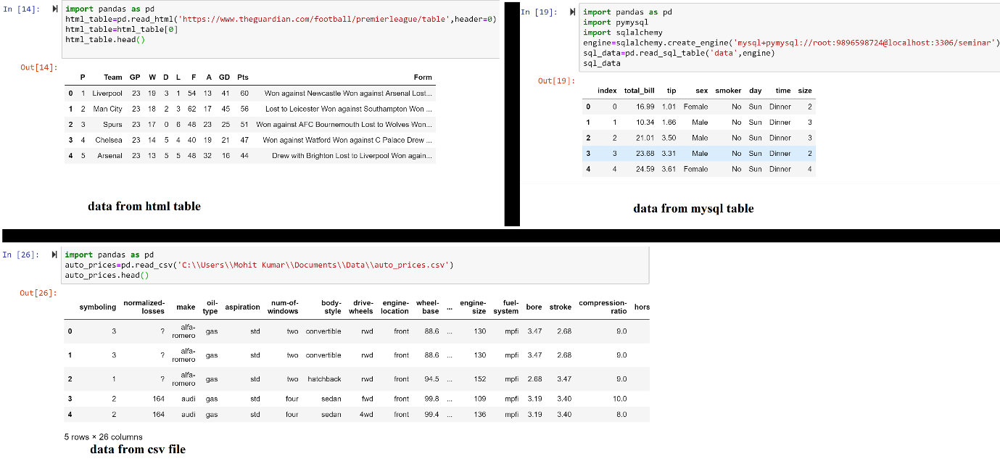 In [14]:
import pandas as pd
html_table=pd.read_html('https://www.theguardian.com/football/premierleague/table',header=0)
html_table=html_table[0]
html_table.head()
Out[14]:
P Team GP W D L F A GD Pts Form
0 1 Liverpool 23 19 3 1 54 13 41 60 Won against Newcastle Won against Arsenal Lost...
1 2 Man City 23 18 2 3 62 17 45 56 Lost to Leicester Won against Southampton Won ...
2 3 Spurs 23 17 0 6 48 23 25 51 Won against AFC Bournemouth Lost to Wolves Won...
3 4 Chelsea 23 14 5 4 40 19 21 47 Won against Watford Won against C Palace Drew ...
4 5 Arsenal 23 13 5 5 48 32 16 44 Drew with Brighton Lost to Liverpool Won again...
data from html table
In [19]:
import pandas as pd
import pymysql
import sqlalchemy
engine=sqlalchemy.create_engine('mysql+pymysql://root:9896598724@localhost:3306/seminar')
sql_data=pd.read_sql_table('data',engine)
sql_data
Out[19]:
index total_bill tip sex smoker day time size
0 0 16.99 1.01 Female No Sun Dinner 2
1 1 10.34 1.66 Male No Sun Dinner 3
2 2 21.01 3.50 Male No Sun Dinner 3
3 3 23.68 3.31 Male No Sun Dinner 2
4 4 24.59 3.61 Female No Sun Dinner 4
data from mysql table
In [26]:
import pandas as pd
auto_prices=pd.read_csv('C:\\Users\\Mohit Kumar\\Documents\\Data\\auto_prices.csv')
auto_prices.head()
Out[26]:
symboling normalized-losses make oil-type aspiration num-of-windows body-style drive-wheels engine-location wheel-base ... engine-size fuel-system bore stroke compression-ratio hors
0 3 ? alfa-romero gas std two convertible rwd front 88.6 ... 130 mpfi 3.47 2.68 9.0
1 3 ? alfa-romero gas std two convertible rwd front 88.6 ... 130 mpfi 3.47 2.68 9.0
2 1 ? alfa-romero gas std two hatchback rwd front 94.5 ... 152 mpfi 2.68 3.47 9.0
3 2 164 audi gas std four sedan fwd front 99.8 ... 109 mpfi 3.19 3.40 10.0
4 2 164 audi gas std four sedan 4wd front 99.4 ... 136 mpfi 3.19 3.40 8.0
5 rows × 26 columns
data from csv file